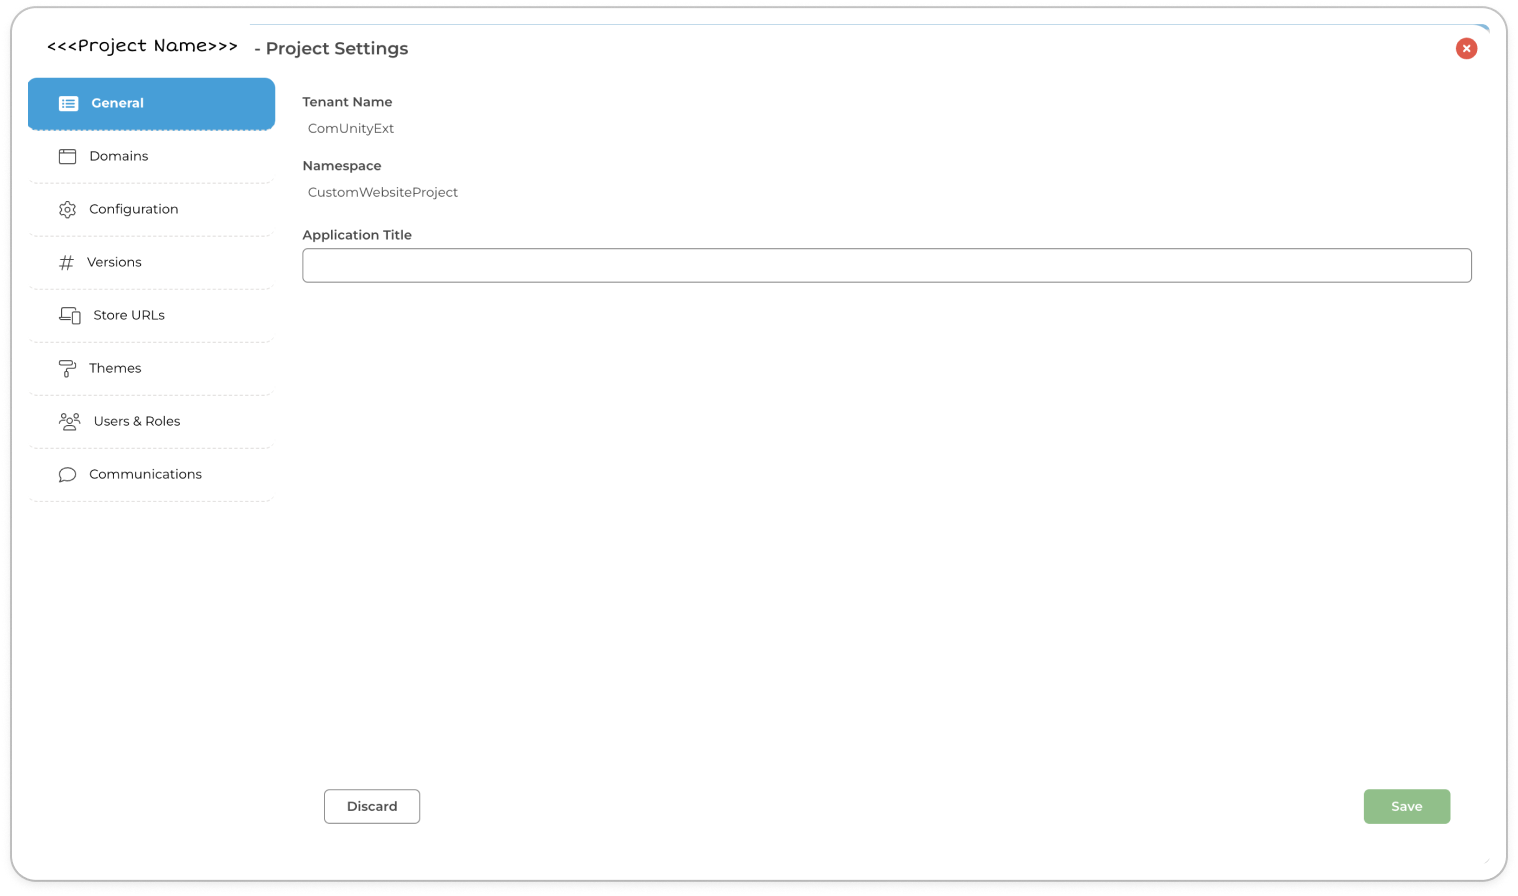 <<<Project Name>>> - Project Settings
General
Domains
Configuration
Versions
Store URLs
Themes
Users & Roles
Communications
Tenant Name
ComUnityExt
Namespace
CustomWebsiteProject
Application Title
Discard
Save